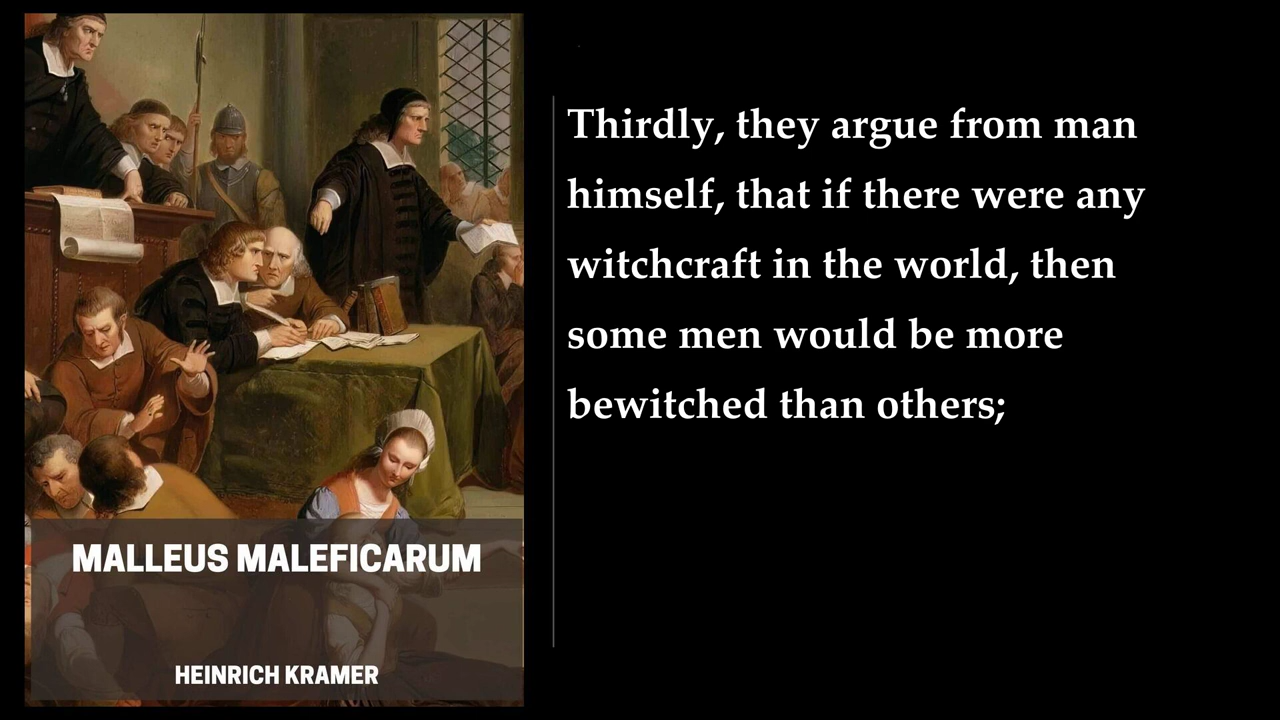 MALLEUS MALEFICARUM
HEINRICH KRAMER
Thirdly, they argue from man
himself, that if there were any
witchcraft in the world, then
some men would be more
bewitched than others;